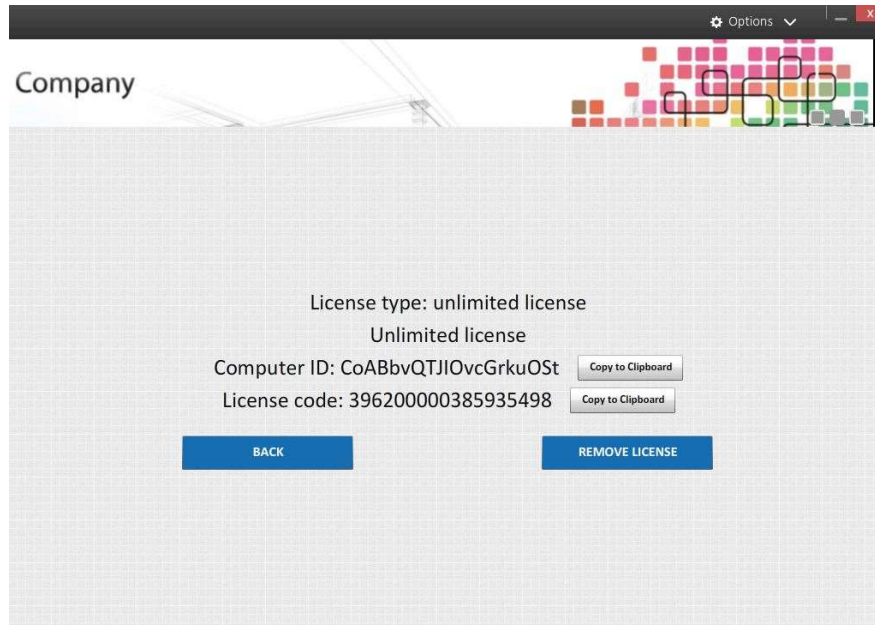 Options
X
Company
License type: unlimited license
Unlimited license
Computer ID: CoABbvQTJIOvcGrkuOSt Copy to Clipboard
License code: 396200000385935498 Copy to Clipboard
BACK REMOVE LICENSE